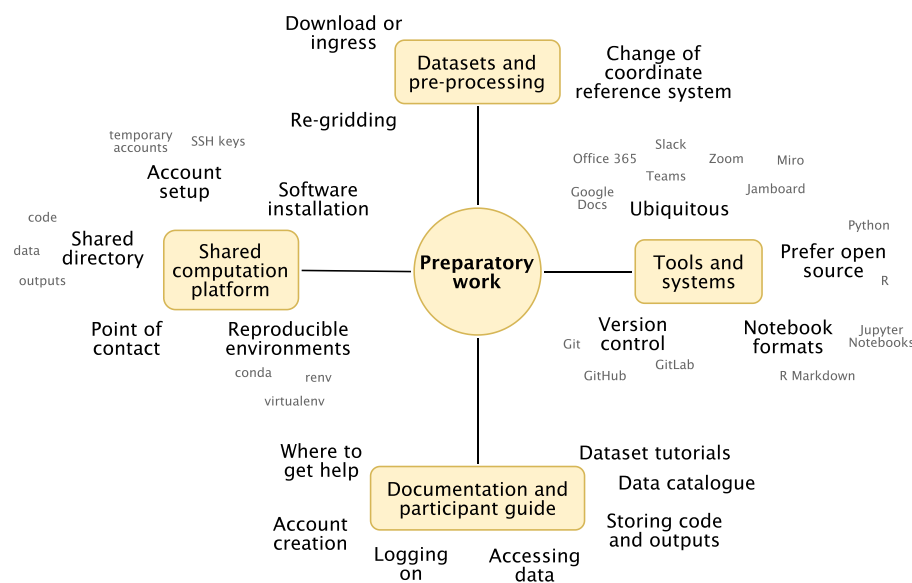 Download or
ingress
Datasets and
pre-processing
Change of
coordinate
reference system
Re-gridding
temporary
accounts
SSH keys
Account
setup
Software
installation
code
data
outputs
Shared
directory
Shared
computation
platform
Point of
contact
Reproducible
environments
conda
renv
virtualenv
Preparatory
work
Slack
Office 365
Zoom
Miro
Teams
Google
Docs
Jamboard
Ubiquitous
Python
Prefer open
source
R
Tools and
systems
Version
control
Git
GitHub
GitLab
Notebook
formats
Jupyter
Notebooks
R Markdown
Where to
get help
Dataset tutorials
Data catalogue
Documentation and
participant guide
Account
creation
Logging
on
Accessing
data
Storing code
and outputs